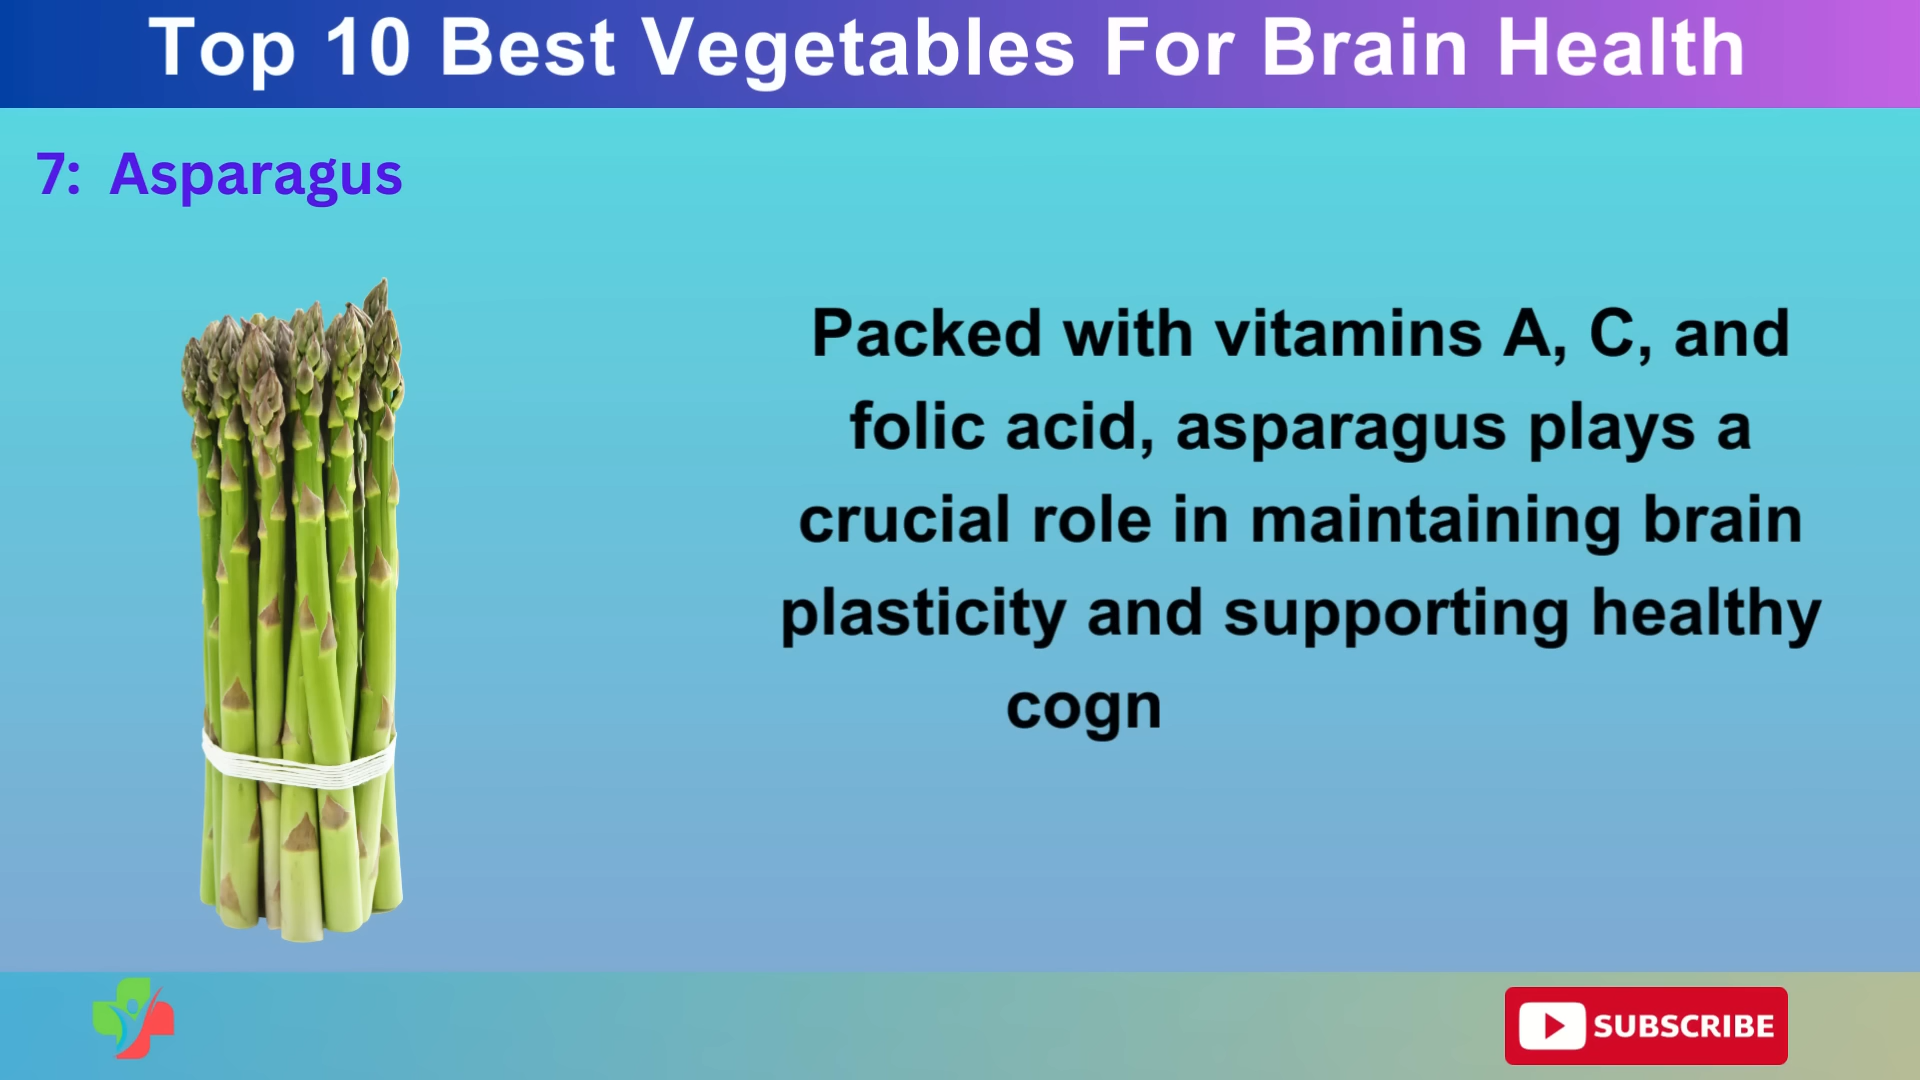 Top 10 Best Vegetables For Brain Health
7: Asparagus
Packed with vitamins A, C, and
folic acid, asparagus plays a
crucial role in maintaining brain
plasticity and supporting healthy
cogn
SUBSCRIBE